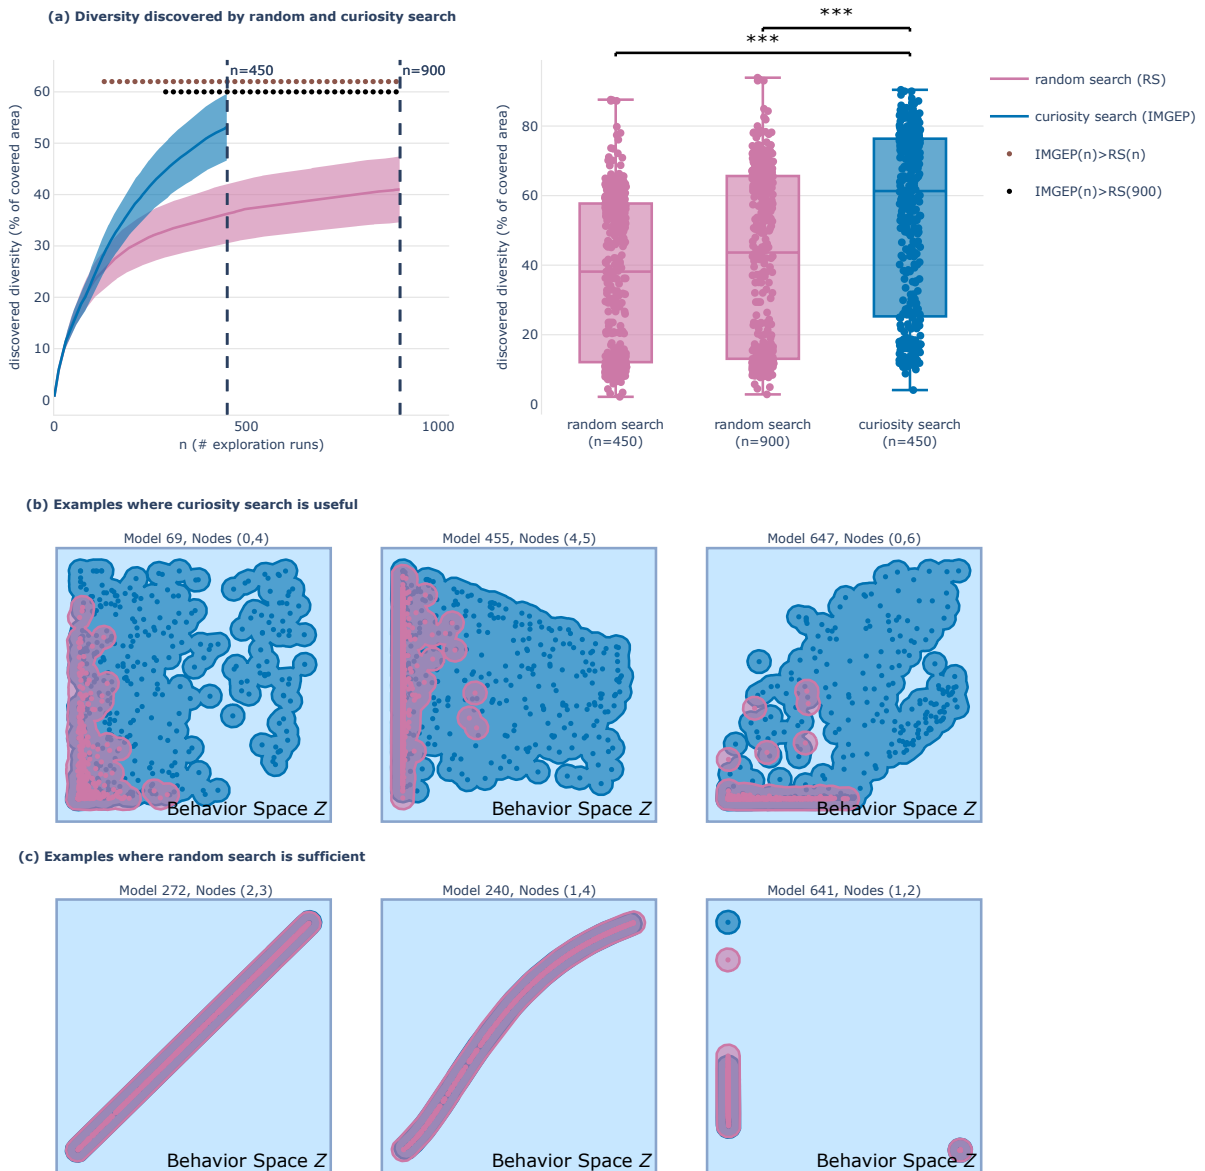 (a) Diversity discovered by random and curiosity search
discovered diversity (% of covered area)
60
50
40
30
20
10
0
n=450
n=900
0
500
1000
n (# exploration runs)
***
***
discovered diversity (% of covered area)
80
60
40
20
0
random search
(n=450)
random search
(n=900)
curiosity search
(n=450)
random search (RS)
curiosity search (IMGEP)
IMGEP(n)>RS(n)
IMGEP(n)>RS(900)
(b) Examples where curiosity search is useful
Model 69, Nodes (0,4)
Behavior Space Z
Model 455, Nodes (4,5)
Behavior Space Z
Model 647, Nodes (0,6)
Behavior Space Z
(c) Examples where random search is sufficient
Model 272, Nodes (2,3)
Behavior Space Z
Model 240, Nodes (1,4)
Behavior Space Z
Model 641, Nodes (1,2)
Behavior Space Z